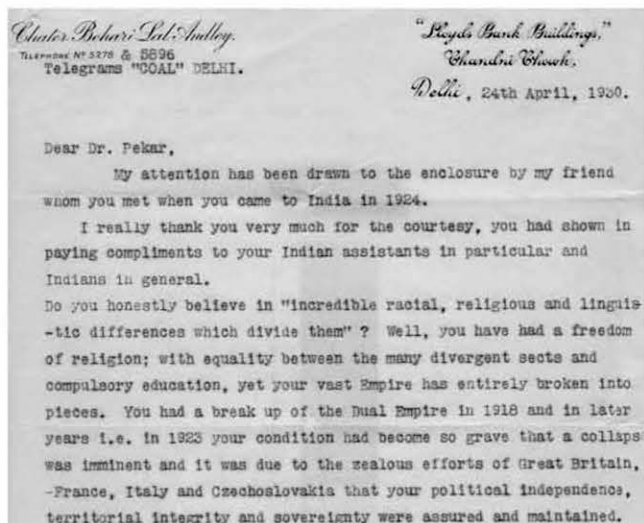 Chater Behari Lal Andley.
TELEPHONE Nº 5278 & 5896
Telegrams "COAL" DELHI.
"Lloyds Bank Buildings,"
Chandni Chowk,
Delhi, 24th April, 1930.
Dear Dr. Pekar,
My attention has been drawn to the enclosure by my friend
whom you met when you came to India in 1924.
I really thank you very much for the courtesy, you had shown in
paying compliments to your Indian assistants in particular and
Indians in general.
Do you honestly believe in "incredible racial, religious and linguis-
-tic differences which divide them" ? Well, you have had a freedom
of religion; with equality between the many divergent sects and
compulsory education, yet your vast Empire has entirely broken into
pieces. You had a break up of the Dual Empire in 1918 and in later
years i.e. in 1923 your condition had become so grave that a collaps
was imminent and it was due to the zealous efforts of Great Britain,
-France, Italy and Czechoslovakia that your political independence,
territorial integrity and sovereignty were assured and maintained.